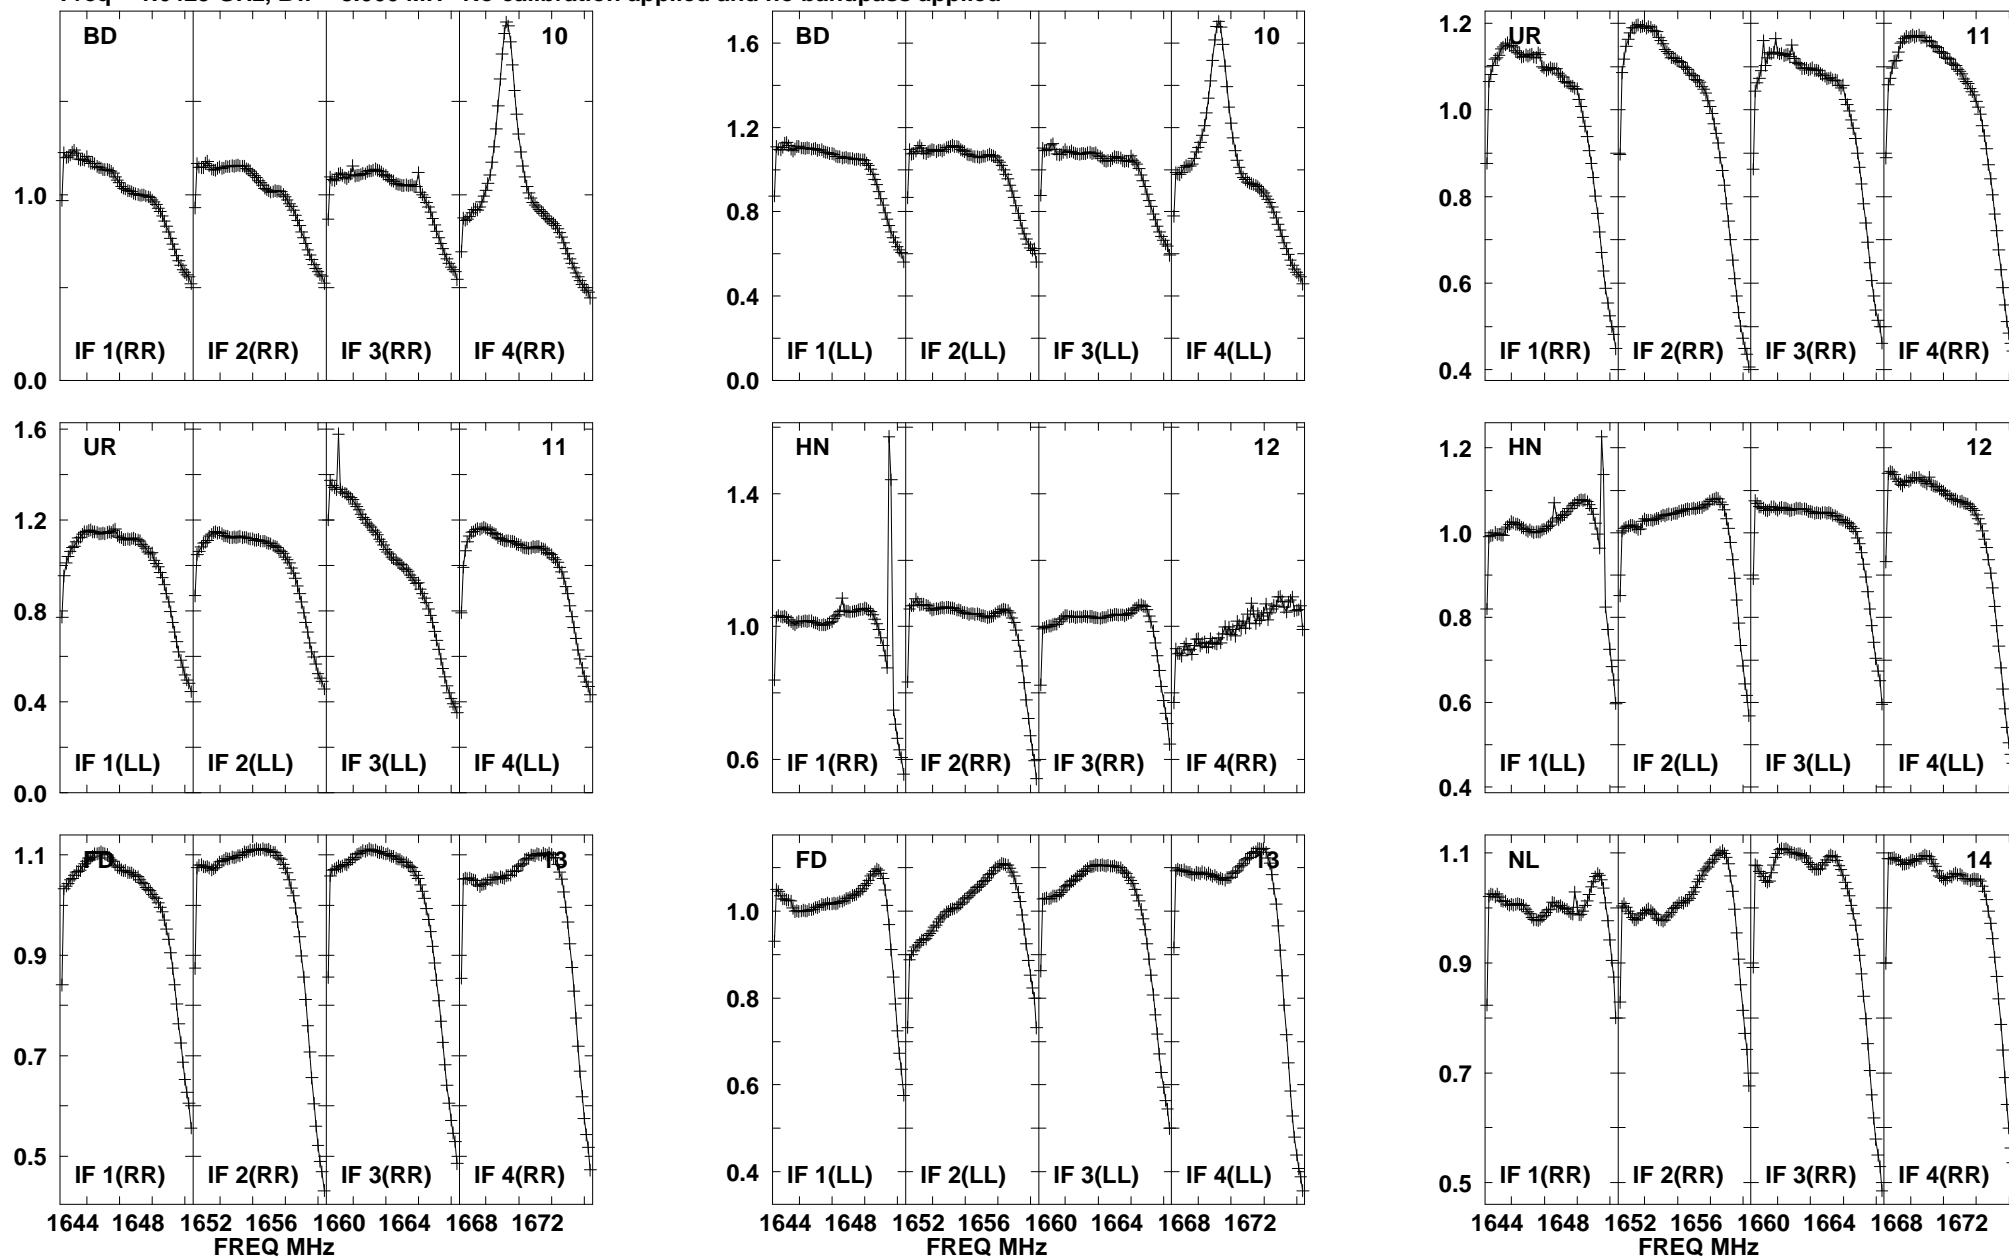 BD 10
1.0
0.0
IF 1(RR) IF 2(RR) IF 3(RR) IF 4(RR)
BD 10
1.6
1.2
0.8
0.4
0.0
IF 1(LL) IF 2(LL) IF 3(LL) IF 4(LL)
UR 11
1.2
1.0
0.8
0.6
0.4
IF 1(RR) IF 2(RR) IF 3(RR) IF 4(RR)
UR 11
1.6
1.2
0.8
0.4
0.0
IF 1(LL) IF 2(LL) IF 3(LL) IF 4(LL)
HN 12
1.4
1.0
0.6
IF 1(RR) IF 2(RR) IF 3(RR) IF 4(RR)
HN 12
1.2
1.0
0.8
0.6
0.4
IF 1(LL) IF 2(LL) IF 3(LL) IF 4(LL)
FD 13
1.1
0.9
0.7
0.5
IF 1(RR) IF 2(RR) IF 3(RR) IF 4(RR)
1644 1648 1652 1656 1660 1664 1668 1672
FREQ MHz
FD 13
1.0
0.8
0.6
0.4
IF 1(LL) IF 2(LL) IF 3(LL) IF 4(LL)
1644 1648 1652 1656 1660 1664 1668 1672
FREQ MHz
NL 14
1.1
0.9
0.7
0.5
IF 1(RR) IF 2(RR) IF 3(RR) IF 4(RR)
1644 1648 1652 1656 1660 1664 1668 1672
FREQ MHz